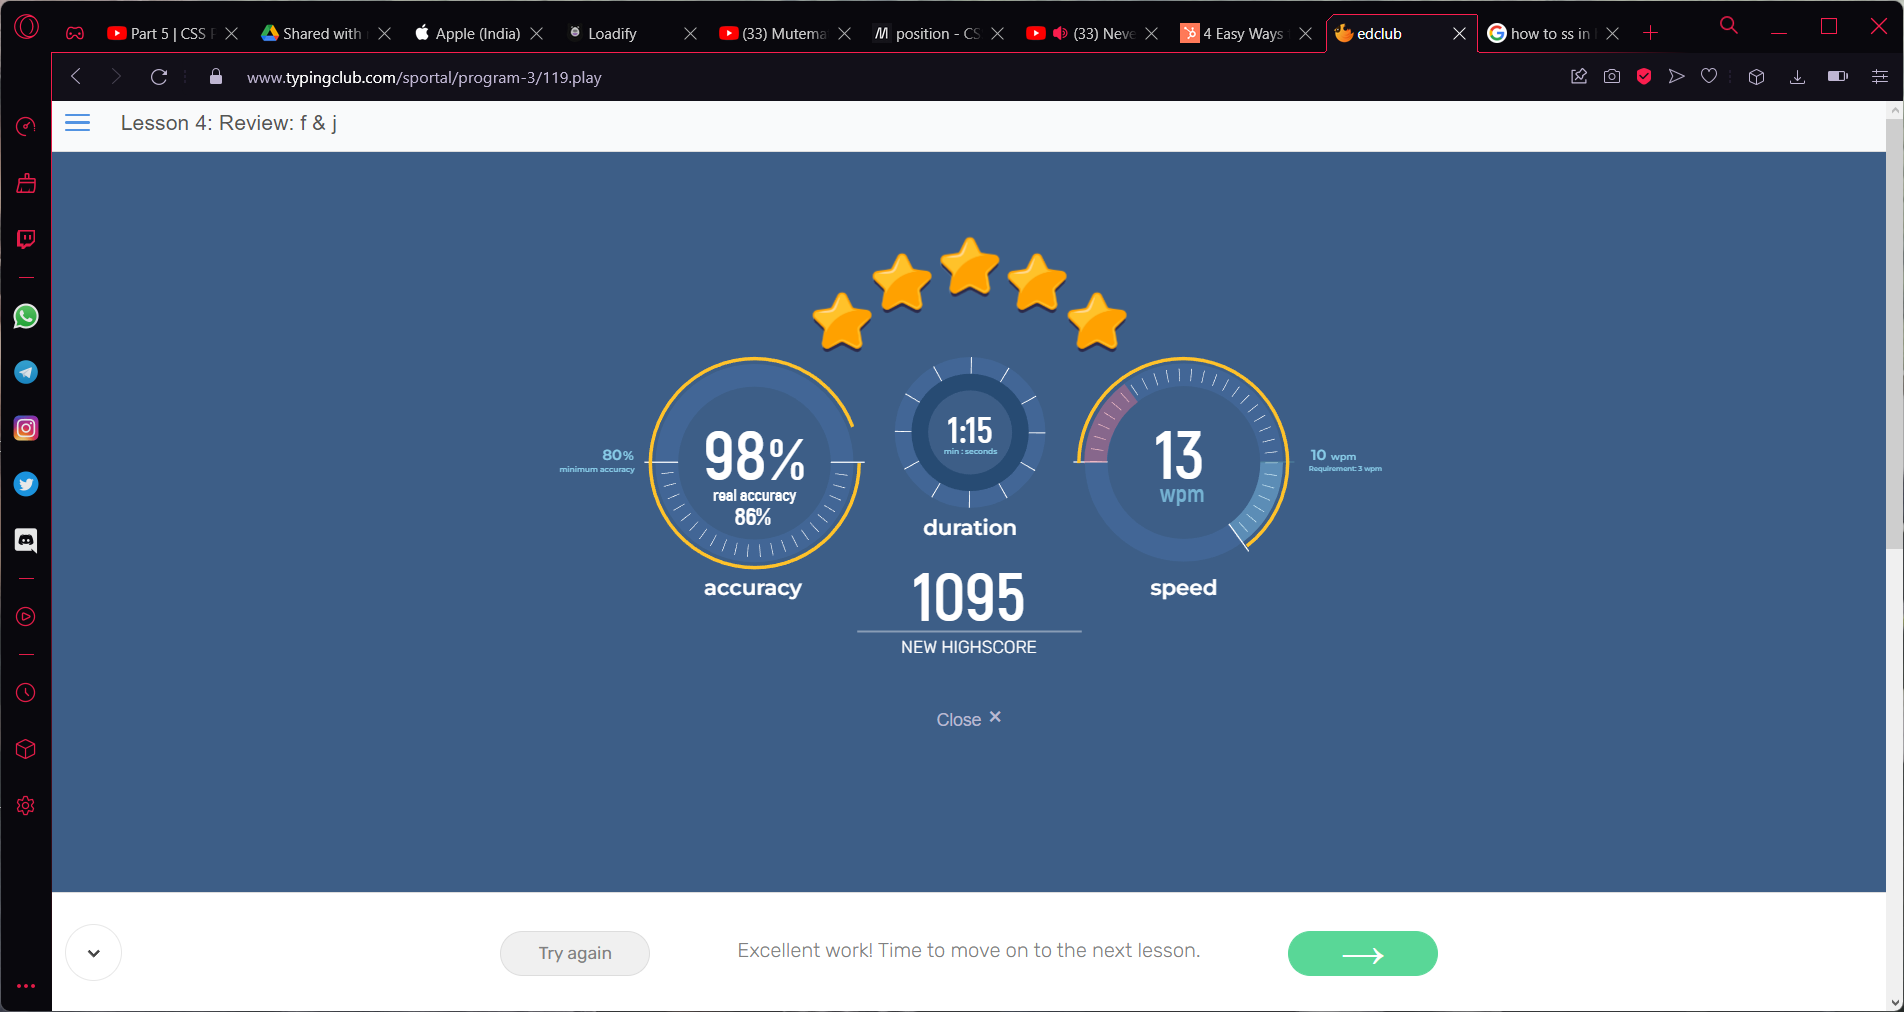 Part 5 | CSS
Shared with
Apple (India)
Loadify
(33) Mutema
position - CS
(33) Neve
4 Easy Ways
edclub
how to ss in
www.typingclub.com/sportal/program-3/119.play
Lesson 4: Review: f & j
98%
real accuracy
86%
80%
minimum accuracy
accuracy
1:15
min : seconds
duration
13
wpm
10 wpm
Requirement: 3 wpm
speed
1095
NEW HIGHSCORE
Close ×
Try again
Excellent work! Time to move on to the next lesson.